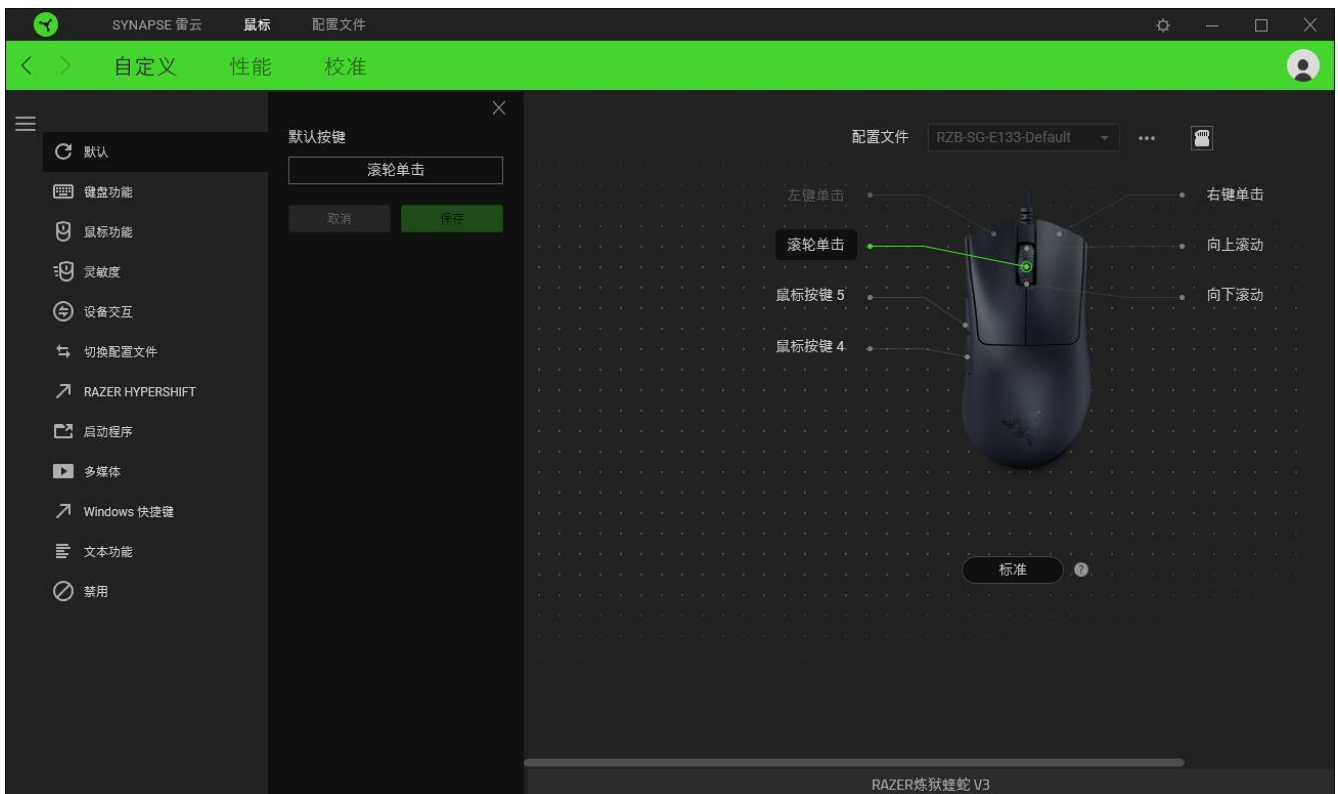 SYNAPSE 雷云 鼠标 配置文件
自定义 性能 校准
默认
键盘功能
鼠标功能
灵敏度
设备交互
切换配置文件
RAZER HYPERSHIFT
启动程序
多媒体
Windows 快捷键
文本功能
禁用
默认按键
滚轮单击
取消 保存
配置文件 RZB-SG-E133-Default
左键单击
滚轮单击
鼠标按键 5
鼠标按键 4
右键单击
向上滚动
向下滚动
标准 ?
RAZER炼狱蝰蛇 V3